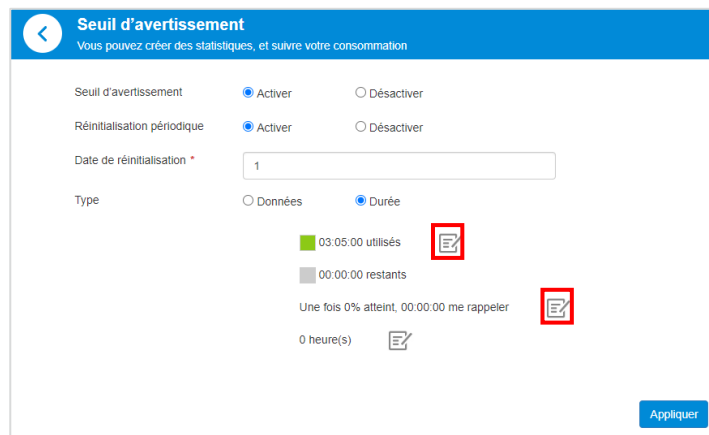 Seuil d'avertissement
Vous pouvez créer des statistiques, et suivre votre consommation
Seuil d'avertissement Activer Désactiver
Réinitialisation périodique Activer Désactiver
Date de réinitialisation * 1
Type Données Durée
03:05:00 utilisés
00:00:00 restants
Une fois 0% atteint, 00:00:00 me rappeler
0 heure(s)
Appliquer